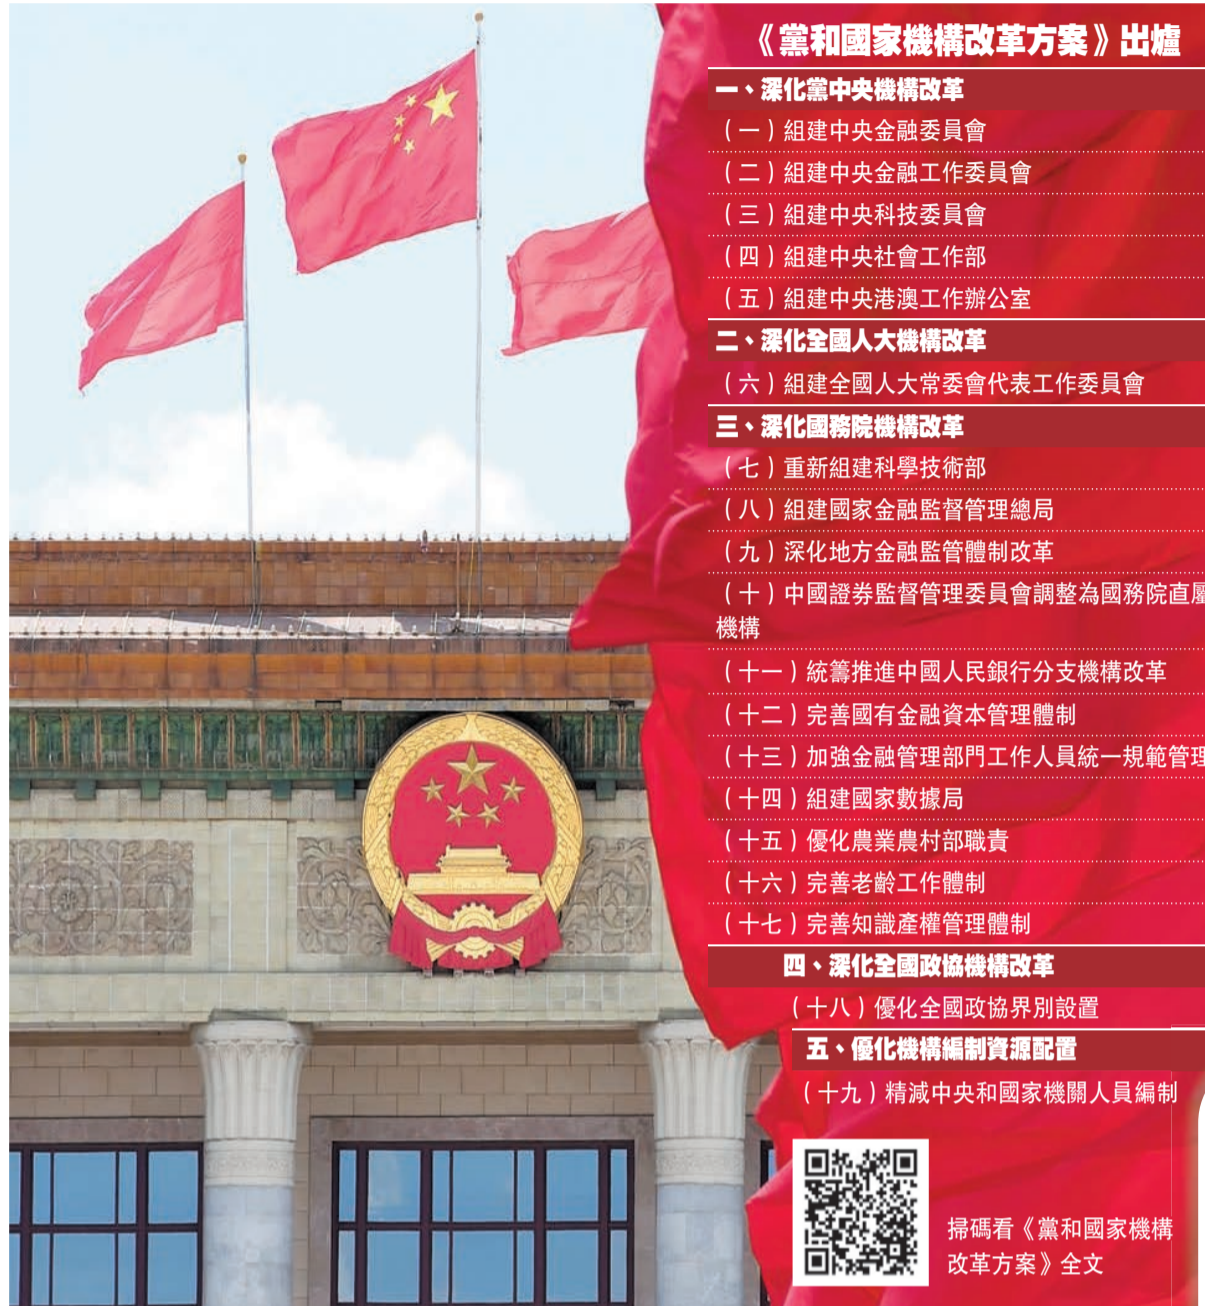 《黨和國家機構改革方案》出爐
一、深化黨中央機構改革
（一）組建中央金融委員會
（二）組建中央金融工作委員會
（三）組建中央科技委員會
（四）組建中央社會工作部
（五）組建中央港澳工作辦公室
二、深化全國人大機構改革
（六）組建全國人大常委會代表工作委員會
三、深化國務院機構改革
（七）重新組建科學技術部
（八）組建國家金融監督管理總局
（九）深化地方金融監管體制改革
（十）中國證券監督管理委員會調整為國務院直屬
機構
（十一）統籌推進中國人民銀行分支機構改革
（十二）完善國有金融資本管理體制
（十三）加強金融管理部門工作人員統一規範管理
（十四）組建國家數據局
（十五）優化農業農村部職責
（十六）完善老齡工作體制
（十七）完善知識產權管理體制
四、深化全國政協機構改革
（十八）優化全國政協界別設置
五、優化機構編制資源配置
（十九）精減中央和國家機關人員編制
掃碼看《黨和國家機構
改革方案》全文